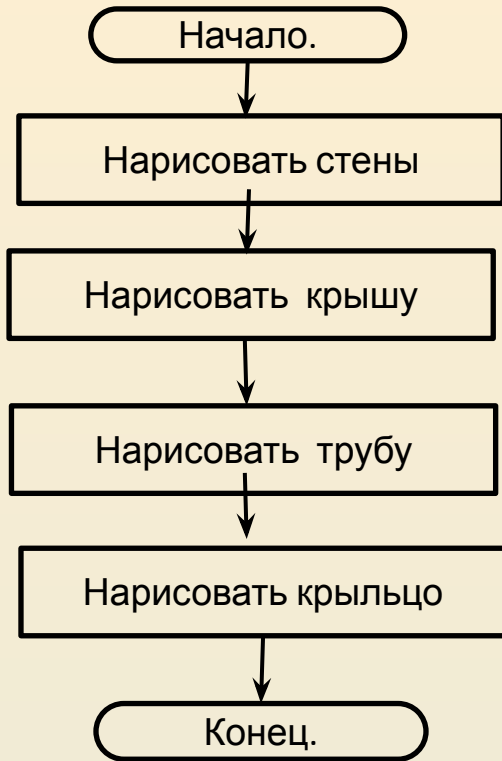 Начало.
Нарисовать стены
Нарисовать крышу
Нарисовать трубу
Нарисовать крыльцо
Конец.